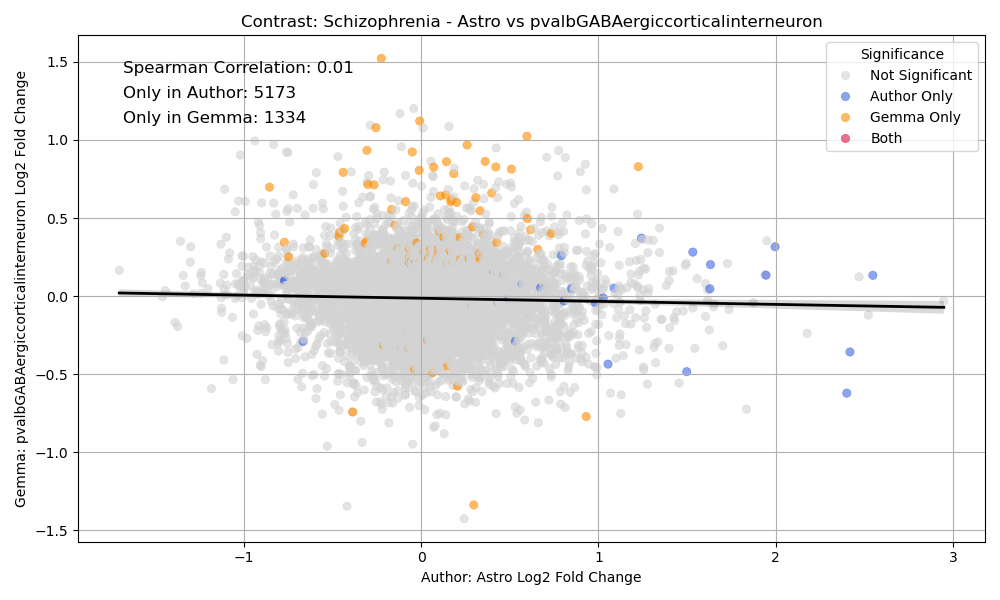 Contrast: Schizophrenia - Astro vs pvalbGABAergiccorticalinterneuron
Spearman Correlation: 0.01
Only in Author: 5173
Only in Gemma: 1334
Significance
Not Significant
Author Only
Gemma Only
Both
Gemma: pvalbGABAergiccorticalinterneuron Log2 Fold Change
1.5
1.0
0.5
0.0
−0.5
−1.0
−1.5
−1
0
1
2
3
Author: Astro Log2 Fold Change